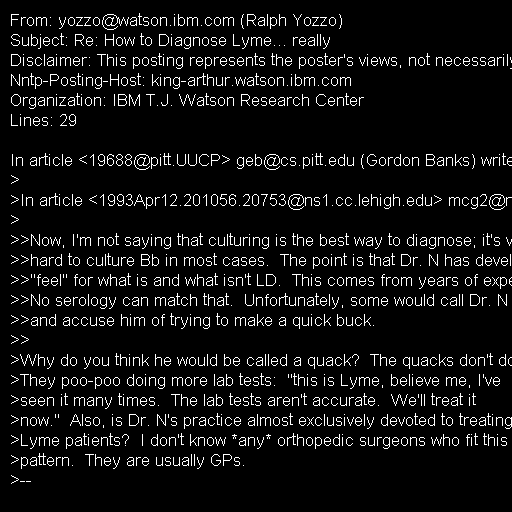 From: yozzo@watson.ibm.com (Ralph Yozzo)
Subject: Re: How to Diagnose Lyme... really
Disclaimer: This posting represents the poster's views, not necessarily
Nntp-Posting-Host: king-arthur.watson.ibm.com
Organization: IBM T.J. Watson Research Center
Lines: 29

In article <19688@pitt.UUCP> geb@cs.pitt.edu (Gordon Banks) write
>
>In article <1993Apr12.201056.20753@ns1.cc.lehigh.edu> mcg2@n
>
>>Now, I'm not saying that culturing is the best way to diagnose; it's v
>>hard to culture Bb in most cases.  The point is that Dr. N has devel
>>"feel" for what is and what isn't LD.  This comes from years of expe
>>No serology can match that.  Unfortunately, some would call Dr. N
>>and accuse him of trying to make a quick buck.
>>
>Why do you think he would be called a quack?  The quacks don't do
>They poo-poo doing more lab tests:  "this is Lyme, believe me, I've
>seen it many times.  The lab tests aren't accurate.  We'll treat it
>now."  Also, is Dr. N's practice almost exclusively devoted to treating
>Lyme patients?  I don't know *any* orthopedic surgeons who fit this
>pattern.  They are usually GPs.
>--